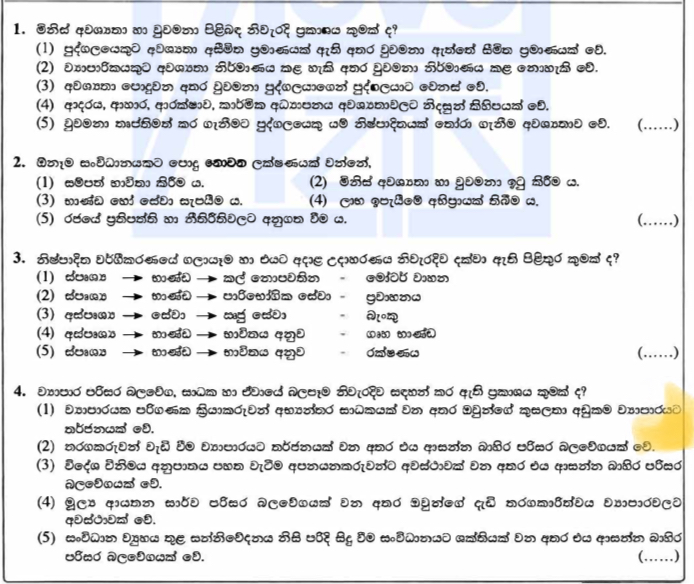 1. මිනිස් අවශ්‍යතා හා වුවමනා පිළිබඳ නිවැරදි ප්‍රකාශය කුමක් ද?
(1) පුද්ගලයෙකුට අවශ්‍යතා අසීමිත ප්‍රමාණයක් ඇති අතර වුවමනා ඇත්තේ සීමිත ප්‍රමාණයක් වේ.
(2) ව්‍යාපාරිකයකුට අවශ්‍යතා නිර්මාණය කළ හැකි අතර වුවමනා නිර්මාණය කළ නොහැකි වේ.
(3) අවශ්‍යතා පොදුවන අතර වුවමනා පුද්ගලයාගෙන් පුද්ගලයාට වෙනස් වේ.
(4) ආදරය, ආහාර, ආරක්ෂාව, කාර්මික අධ්‍යාපනය අවශ්‍යතාවලට නිදසුන් කිහිපයක් වේ.
(5) වුවමනා තෘප්තිමත් කර ගැනීමට පුද්ගලයෙකු යම් නිෂ්පාදිතයක් තෝරා ගැනීම අවශ්‍යතාව වේ. (......)
2. ඕනෑම සංවිධානයකට පොදු නොවන ලක්ෂණයක් වන්නේ,
(1) සම්පත් භාවිතා කිරීම ය. (2) මිනිස් අවශ්‍යතා හා වුවමනා ඉටු කිරීම ය.
(3) භාණ්ඩ හෝ සේවා සැපයීම ය. (4) ලාභ ඉපැයීමේ අභිප්‍රායක් තිබීම ය.
(5) රජයේ ප්‍රතිපත්ති හා නීතිරීතිවලට අනුගත වීම ය. (......)
3. නිෂ්පාදිත වර්ගීකරණයේ ගලායෑම හා එයට අදාළ උදාහරණය නිවැරදිව දක්වා ඇති පිළිතුර කුමක් ද?
(1) ස්පෘශ්‍ය → භාණ්ඩ → කල් නොපවතින - මෝටර් වාහන
(2) ස්පෘශ්‍ය → භාණ්ඩ → පාරිභෝගික සේවා - ප්‍රවාහනය
(3) අස්පෘශ්‍ය → සේවා → ඍජු සේවා - බැංකු
(4) අස්පෘශ්‍ය → භාණ්ඩ → භාවිතය අනුව - ගෘහ භාණ්ඩ
(5) ස්පෘශ්‍ය → භාණ්ඩ → භාවිතය අනුව - රක්ෂණය (......)
4. ව්‍යාපාර පරිසර බලවේග, සාධක හා ඒවායේ බලපෑම නිවැරදිව සඳහන් කර ඇති ප්‍රකාශය කුමක් ද?
(1) ව්‍යාපාරයක පරිගණක ක්‍රියාකරුවන් අභ්‍යන්තර සාධකයක් වන අතර ඔවුන්ගේ කුසලතා අඩුකම ව්‍යාපාරයට
තර්ජනයක් වේ.
(2) තරගකරුවන් වැඩි වීම ව්‍යාපාරයට තර්ජනයක් වන අතර එය ආසන්න බාහිර පරිසර බලවේගයක් වේ.
(3) විදේශ විනිමය අනුපාතය පහත වැටීම අපනයනකරුවන්ට අවස්ථාවක් වන අතර එය ආසන්න බාහිර පරිසර
බලවේගයක් වේ.
(4) මූල්‍ය ආයතන සාර්ව පරිසර බලවේගයක් වන අතර ඔවුන්ගේ දැඩි තරගකාරීත්වය ව්‍යාපාරවලට
අවස්ථාවක් වේ.
(5) සංවිධාන ව්‍යුහය තුළ සන්නිවේදනය නිසි පරිදි සිදු වීම සංවිධානයට ශක්තියක් වන අතර එය ආසන්න බාහිර
පරිසර බලවේගයක් වේ. (......)